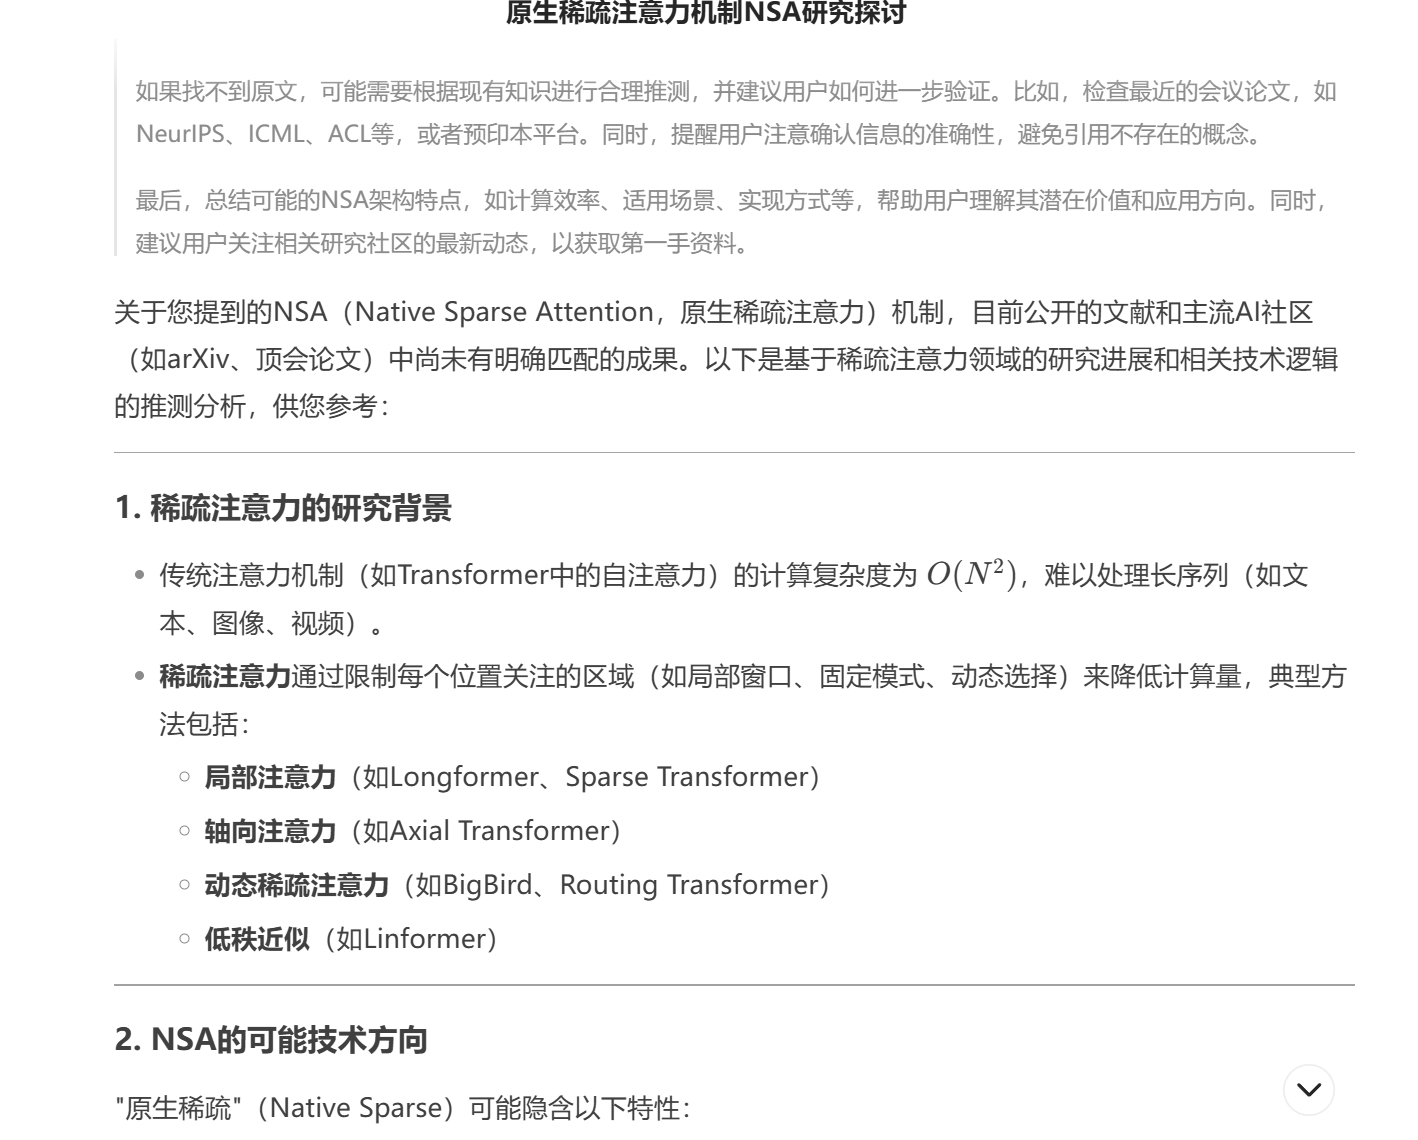 原生稀疏注意力机制NSA研究探讨
如果找不到原文，可能需要根据现有知识进行合理推测，并建议用户如何进一步验证。比如，检查最近的会议论文，如
NeurIPS、ICML、ACL等，或者预印本平台。同时，提醒用户注意确认信息的准确性，避免引用不存在的概念。
最后，总结可能的NSA架构特点，如计算效率、适用场景、实现方式等，帮助用户理解其潜在价值和应用方向。同时，
建议用户关注相关研究社区的最新动态，以获取第一手资料。
关于您提到的NSA（Native Sparse Attention，原生稀疏注意力）机制，目前公开的文献和主流AI社区
（如arXiv、顶会论文）中尚未有明确匹配的成果。以下是基于稀疏注意力领域的研究进展和相关技术逻辑
的推测分析，供您参考：
1. 稀疏注意力的研究背景
• 传统注意力机制（如Transformer中的自注意力）的计算复杂度为 O(N²)，难以处理长序列（如文
本、图像、视频）。
• 稀疏注意力通过限制每个位置关注的区域（如局部窗口、固定模式、动态选择）来降低计算量，典型方
法包括：
◦ 局部注意力（如Longformer、Sparse Transformer）
◦ 轴向注意力（如Axial Transformer）
◦ 动态稀疏注意力（如BigBird、Routing Transformer）
◦ 低秩近似（如Linformer）
2. NSA的可能技术方向
"原生稀疏"（Native Sparse）可能隐含以下特性：